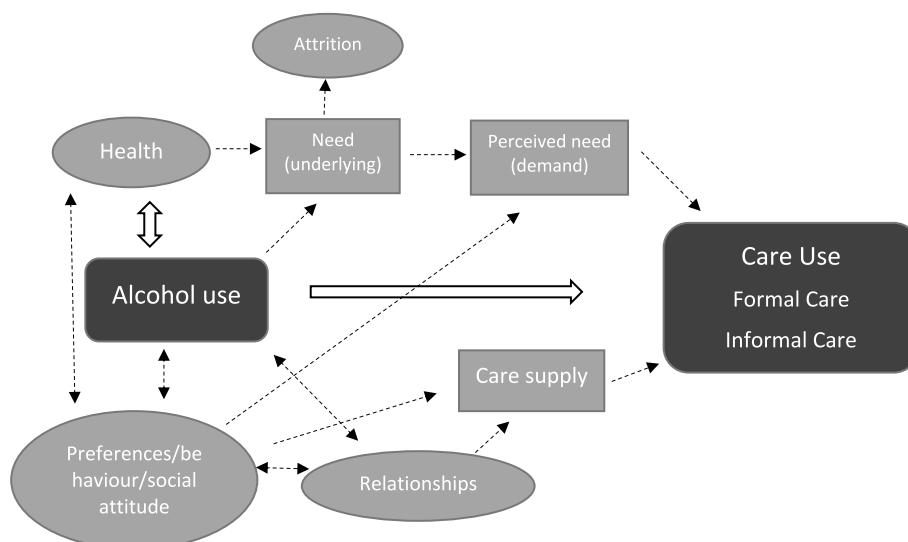 Attrition
Health
Need
(underlying)
Perceived need
(demand)
Alcohol use
Care Use
Formal Care
Informal Care
Care supply
Preferences/be
haviour/social
attitude
Relationships